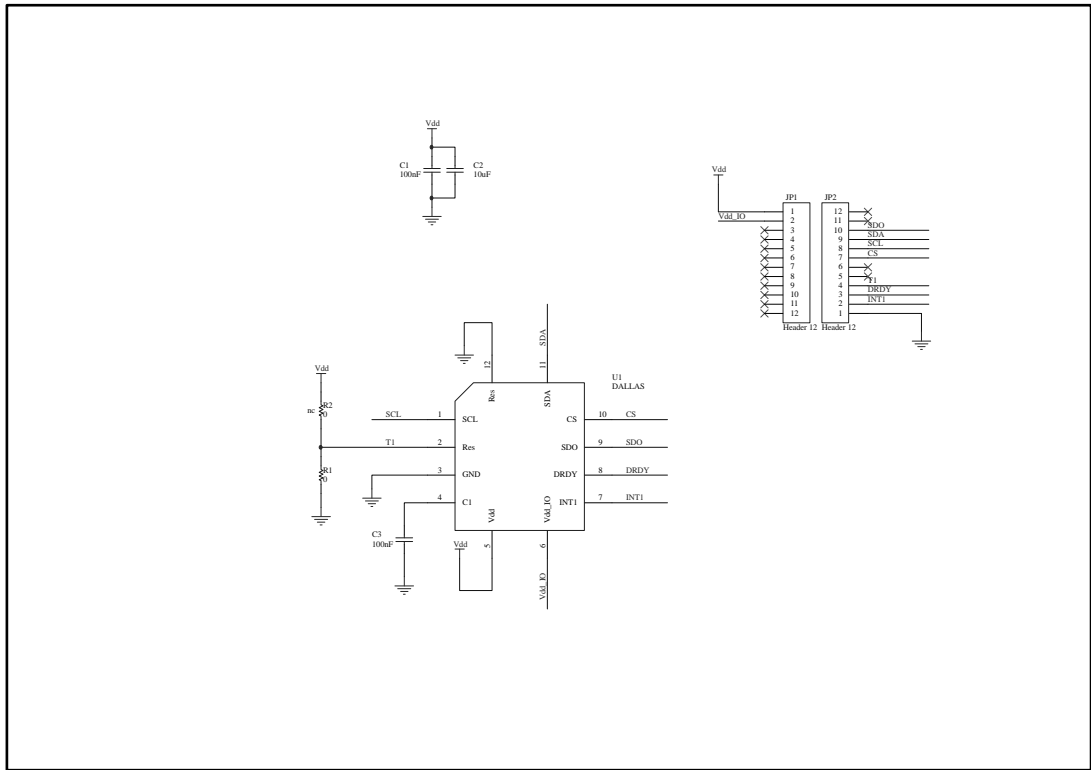 Vdd
C1
100nF
C2
10uF
Vdd
Vdd_IO
JP1
1
2
3
4
5
6
7
8
9
10
11
12
Header 12
JP2
12
11
10
9
8
7
6
5
4
3
2
1
Header 12
SDO
SDA
SCL
CS
T1
DRDY
INT1
U1
DALLAS
12
Res
SDA
11
SDA
Vdd
nc
R2
0
R1
0
SCL
1
SCL
T1
2
Res
3
GND
4
C1
C3
100nF
Vdd
Vdd
5
Vdd_IO
6
Vdd_IO
CS
10
CS
SDO
9
SDO
DRDY
8
DRDY
INT1
7
INT1